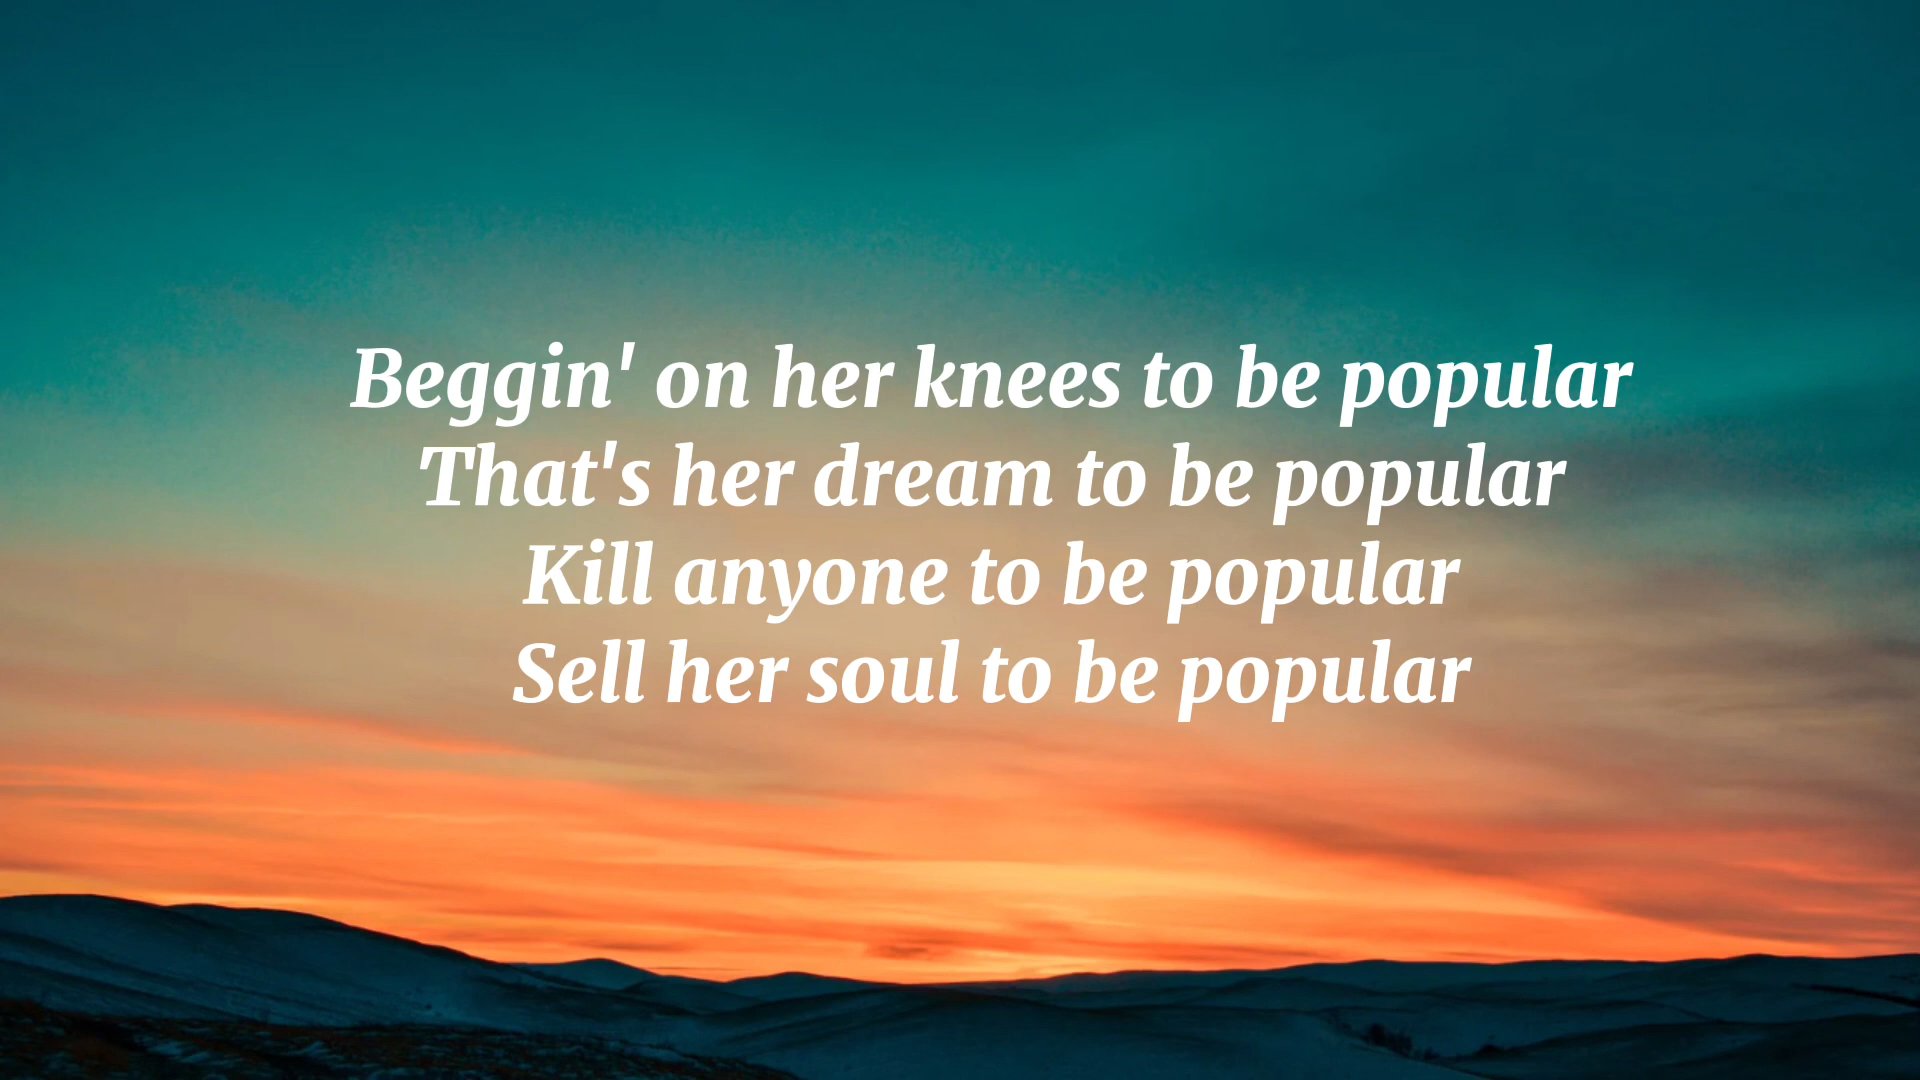 Beggin' on her knees to be popular
That's her dream to be popular
Kill anyone to be popular
Sell her soul to be popular